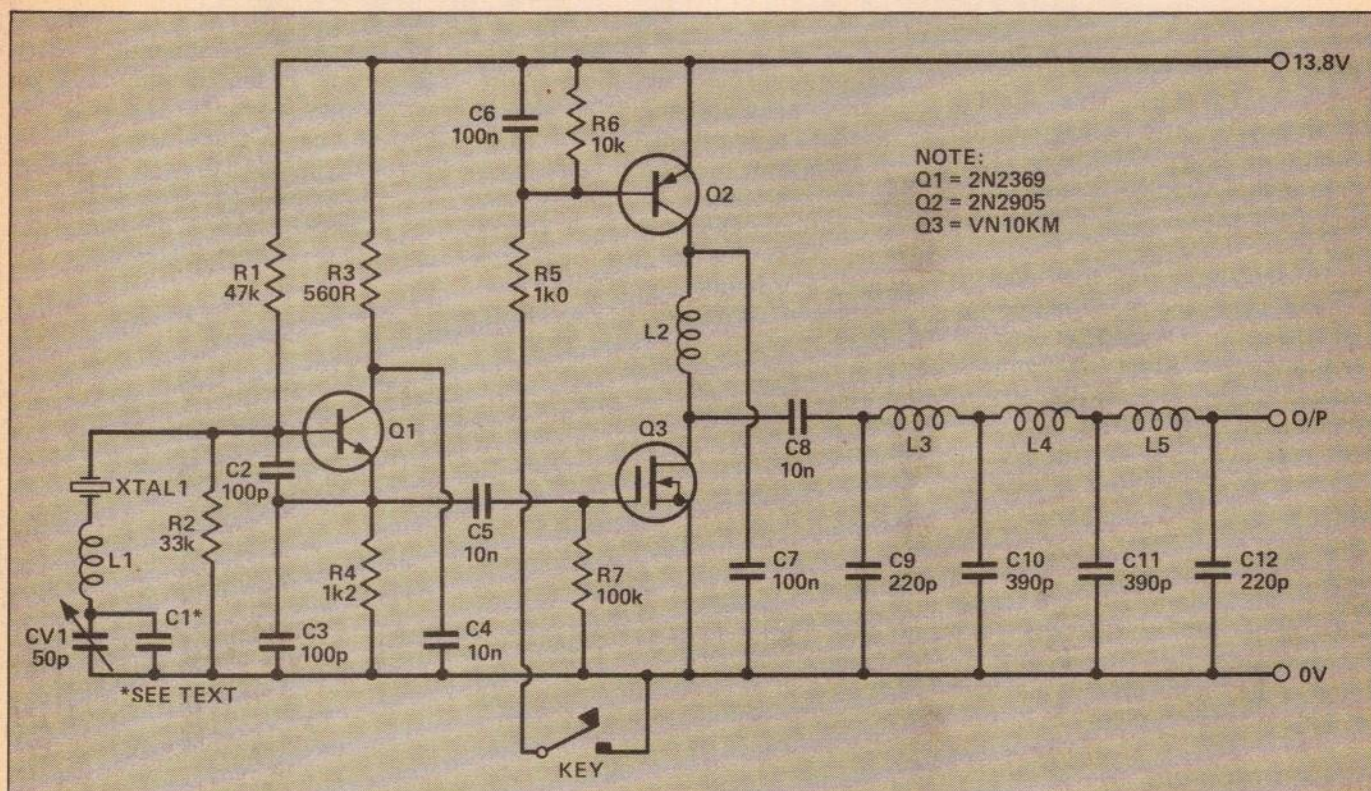 13.8V
C6
100n
R6
10k
Q2
NOTE:
Q1 = 2N2369
Q2 = 2N2905
Q3 = VN10KM
R1
47k
R3
560R
R5
1k0
L2
Q1
Q3
C8
10n
L3
L4
L5
O/P
XTAL1
C2
100p
R2
33k
C5
10n
L1
R4
1k2
R7
100k
C7
100n
C9
220p
C10
390p
C11
390p
C12
220p
CV1
50p
C1*
C3
100p
C4
10n
*SEE TEXT
0V
KEY